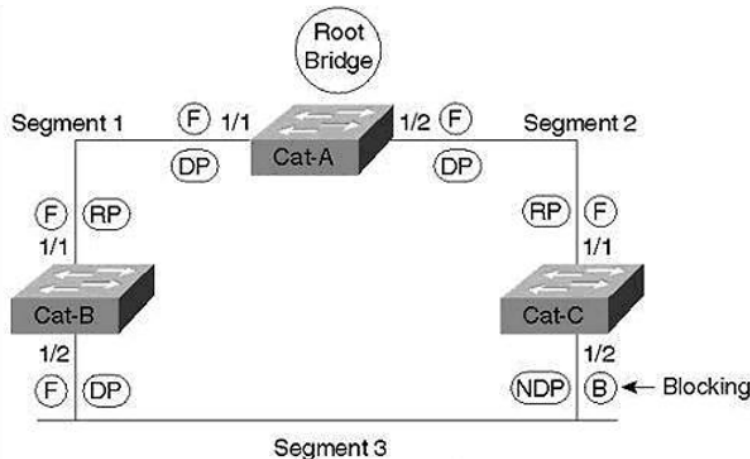 Root
Bridge
Segment 1
F
1/1
1/2
F
Segment 2
DP
Cat-A
DP
F
RP
RP
F
1/1
1/1
Cat-B
Cat-C
1/2
1/2
F
DP
NDP
B
Blocking
Segment 3